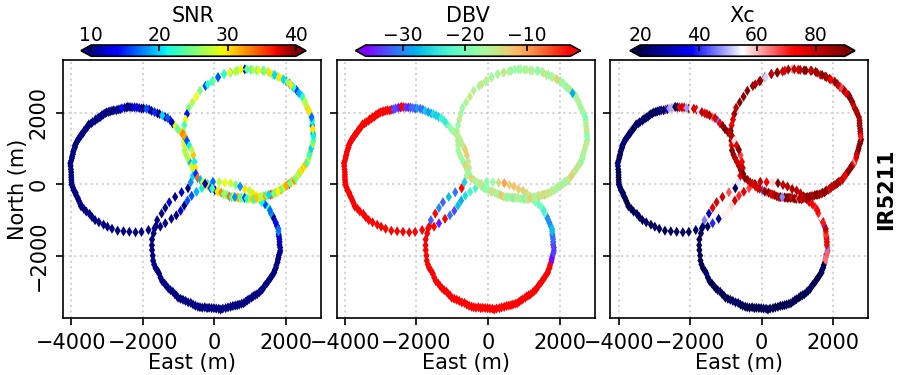 SNR DBV Xc
10 20 30 40 −30 −20 −10 20 40 60 80
North (m)
2000
0
−2000
−4000 −2000 0 2000 −4000 −2000 0 2000 −4000 −2000 0 2000
East (m) East (m) East (m)
IR5211